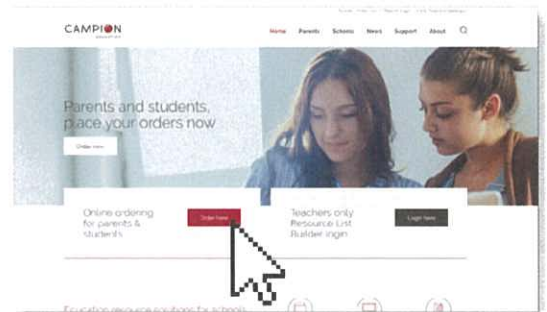 CAMPION
Home Parents Schools News Support About
Parents and students,
place your orders now
Order here
Online ordering
for parents &
students
Order here
Teachers only
Resource List
Builder login
Login here
Education resource solutions for schools